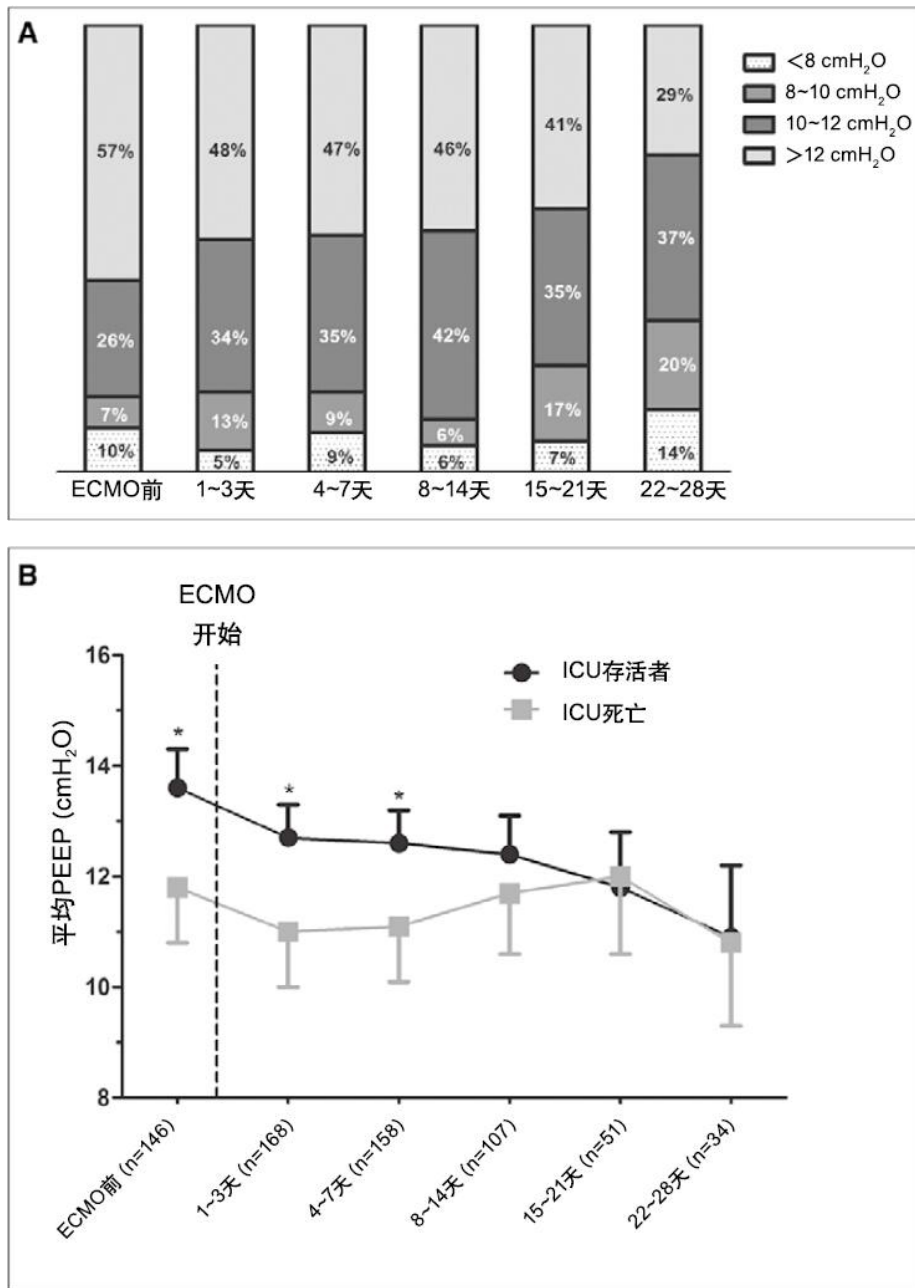 A
<8 cmH₂O
8~10 cmH₂O
10~12 cmH₂O
>12 cmH₂O
57% 48% 47% 46% 41% 29%
26% 34% 35% 42% 35% 37%
7% 13% 9% 6% 17% 20%
10% 5% 9% 6% 7% 14%
ECMO前 1~3天 4~7天 8~14天 15~21天 22~28天
B
ECMO
开始
ICU存活者
ICU死亡
平均PEEP (cmH₂O)
16
14
12
10
8
* * *
ECMO前 (n=146)
1~3天 (n=168)
4~7天 (n=158)
8~14天 (n=107)
15~21天 (n=51)
22~28天 (n=34)